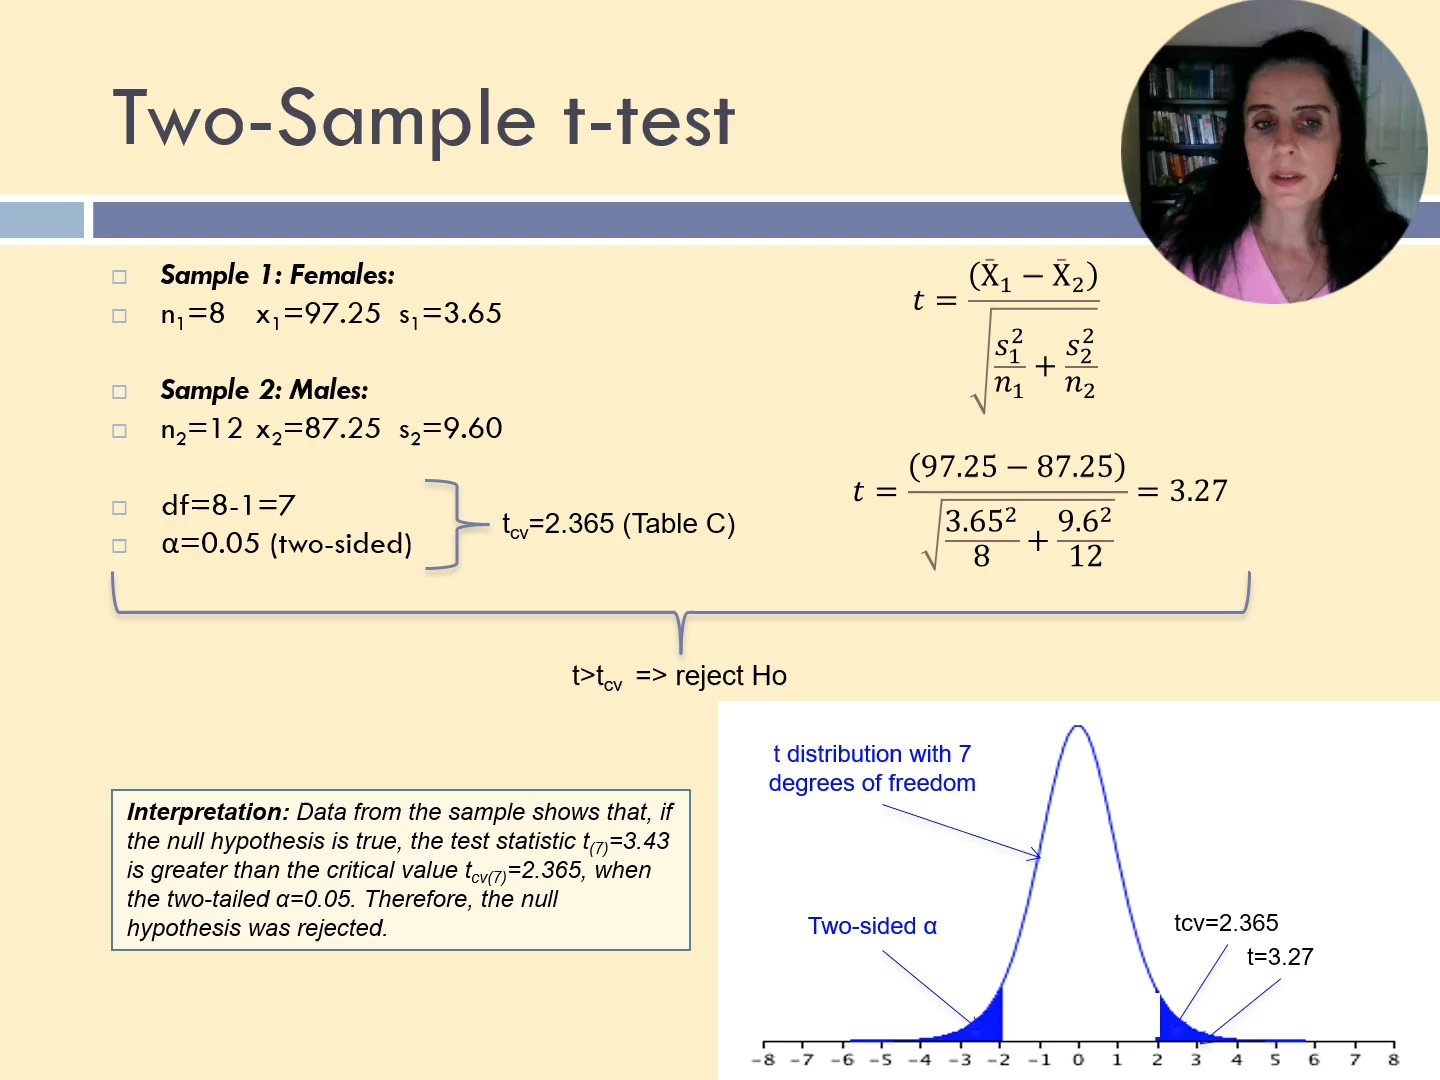 Two-Sample t-test
Sample 1: Females:
n₁=8 x₁=97.25 s₁=3.65
Sample 2: Males:
n₂=12 x₂=87.25 s₂=9.60
df=8-1=7
α=0.05 (two-sided)
t_cv=2.365 (Table C)
t = (X̄₁ − X̄₂) / √(s₁²/n₁ + s₂²/n₂)
t = (97.25 − 87.25) / √(3.65²/8 + 9.6²/12) = 3.27
t>t_cv => reject Ho
Interpretation: Data from the sample shows that, if
the null hypothesis is true, the test statistic t₍₇₎=3.43
is greater than the critical value t_cv(7)=2.365, when
the two-tailed α=0.05. Therefore, the null
hypothesis was rejected.
t distribution with 7
degrees of freedom
Two-sided α
tcv=2.365
t=3.27
-8 -7 -6 -5 -4 -3 -2 -1 0 1 2 3 4 5 6 7 8